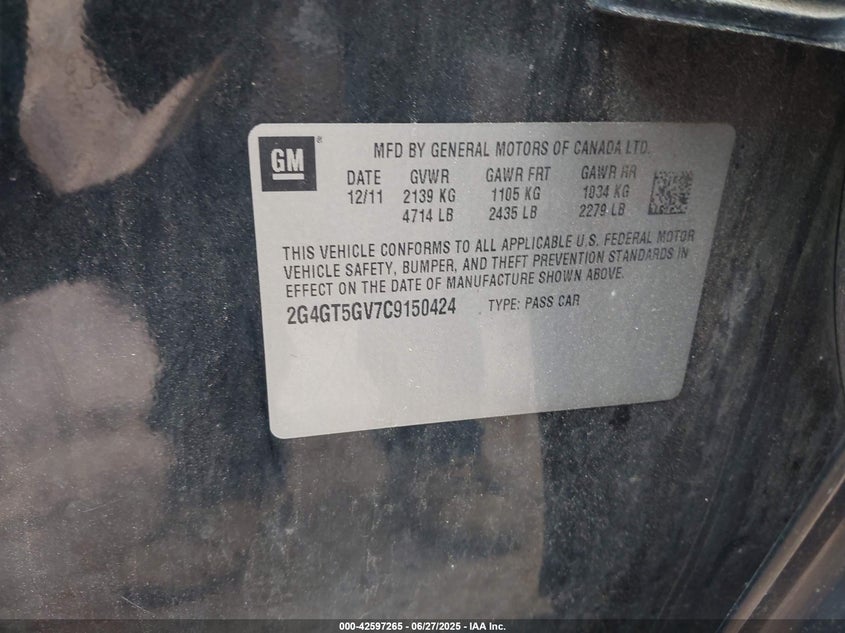 GM
MFD BY GENERAL MOTORS OF CANADA LTD.
DATE GVWR GAWR FRT GAWR RR
12/11 2139 KG 1105 KG 1034 KG
4714 LB 2435 LB 2279 LB
THIS VEHICLE CONFORMS TO ALL APPLICABLE U.S. FEDERAL MOTOR
VEHICLE SAFETY, BUMPER, AND THEFT PREVENTION STANDARDS IN
EFFECT ON THE DATE OF MANUFACTURE SHOWN ABOVE.
2G4GT5GV7C9150424 TYPE: PASS CAR
000-42597265 - 06/27/2025 - IAA Inc.